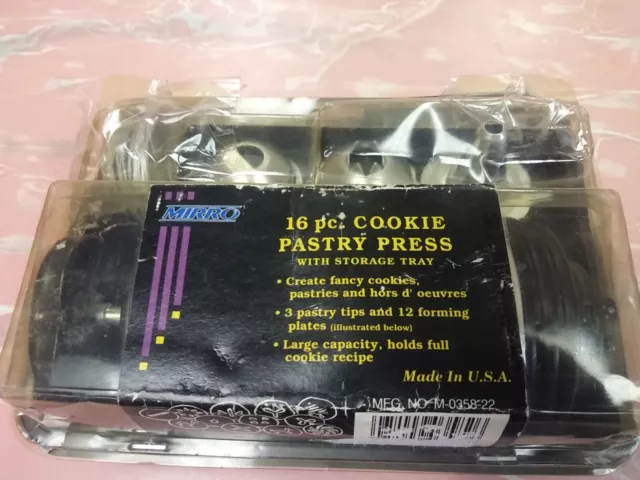 MIRRO
16 pc. COOKIE
PASTRY PRESS
WITH STORAGE TRAY
• Create fancy cookies,
pastries and hors d' oeuvres
• 3 pastry tips and 12 forming
plates (illustrated below)
• Large capacity, holds full
cookie recipe
Made In U.S.A.
MFG. NO. M-0358-22